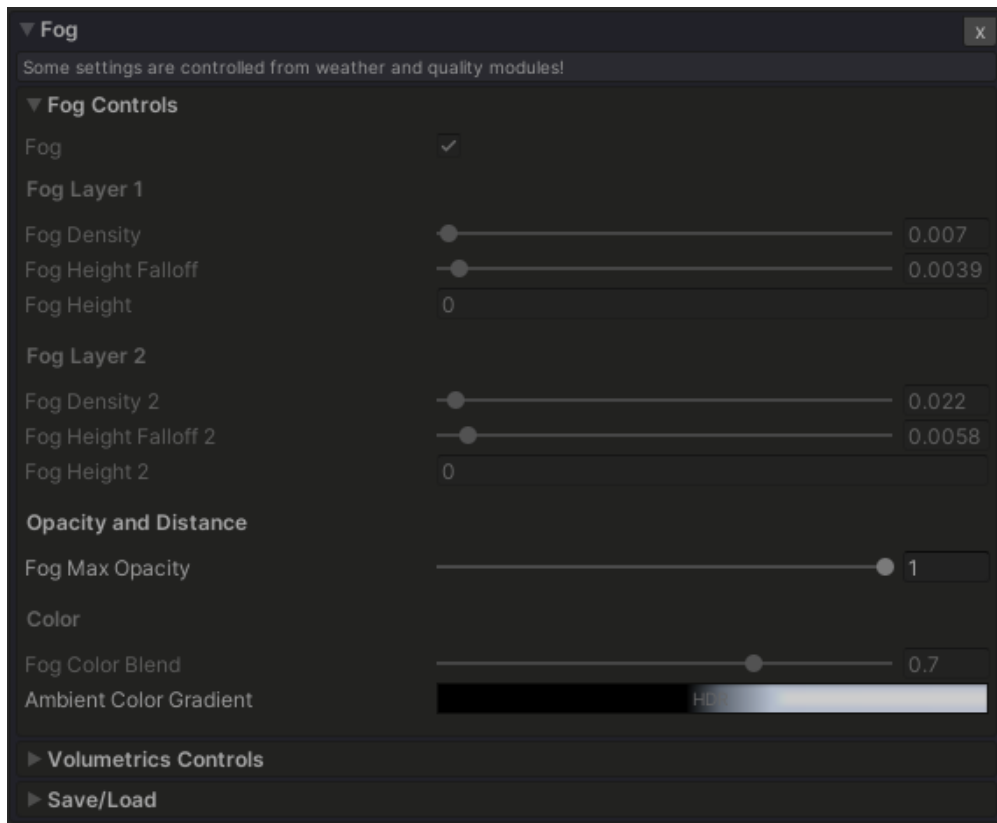 Fog
x
Some settings are controlled from weather and quality modules!
Fog Controls
Fog
Fog Layer 1
Fog Density 0.007
Fog Height Falloff 0.0039
Fog Height 0
Fog Layer 2
Fog Density 2 0.022
Fog Height Falloff 2 0.0058
Fog Height 2 0
Opacity and Distance
Fog Max Opacity 1
Color
Fog Color Blend 0.7
Ambient Color Gradient
Volumetrics Controls
Save/Load